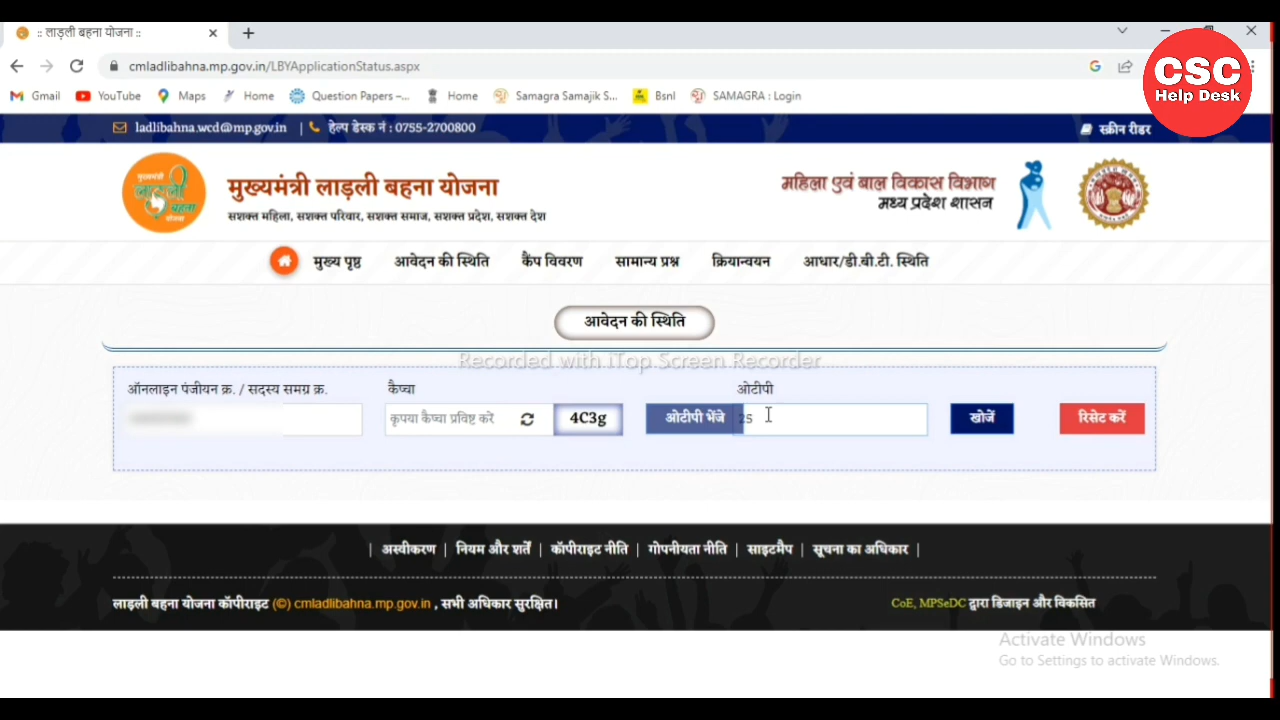 :: लाड़ली बहना योजना ::
cmladlibahna.mp.gov.in/LBYApplicationStatus.aspx
CSC
Help Desk
Gmail YouTube Maps Home Question Papers –... Home Samagra Samajik S... Bsnl SAMAGRA : Login
ladlibahna.wcd@mp.gov.in | हेल्प डेस्क नं : 0755-2700800 स्क्रीन रीडर
मुख्यमंत्री लाड़ली बहना योजना
सशक्त महिला, सशक्त परिवार, सशक्त समाज, सशक्त प्रदेश, सशक्त देश
महिला एवं बाल विकास विभाग
मध्य प्रदेश शासन
मुख्य पृष्ठ आवेदन की स्थिति कैंप विवरण सामान्य प्रश्न क्रियान्वयन आधार/डी.बी.टी. स्थिति
आवेदन की स्थिति
Recorded with iTop Screen Recorder
ऑनलाइन पंजीयन क्र. / सदस्य समग्र क्र. कैप्चा ओटीपी
कृपया कैप्चा प्रविष्ट करे 4C3g ओटीपी भेंजे 25 खोजें रिसेट करें
| अस्वीकरण | नियम और शर्तें | कॉपीराइट नीति | गोपनीयता नीति | साइटमैप | सूचना का अधिकार |
लाड़ली बहना योजना कॉपीराइट (©) cmladlibahna.mp.gov.in , सभी अधिकार सुरक्षित। CoE, MPSeDC द्वारा डिजाइन और विकसित
Activate Windows
Go to Settings to activate Windows.